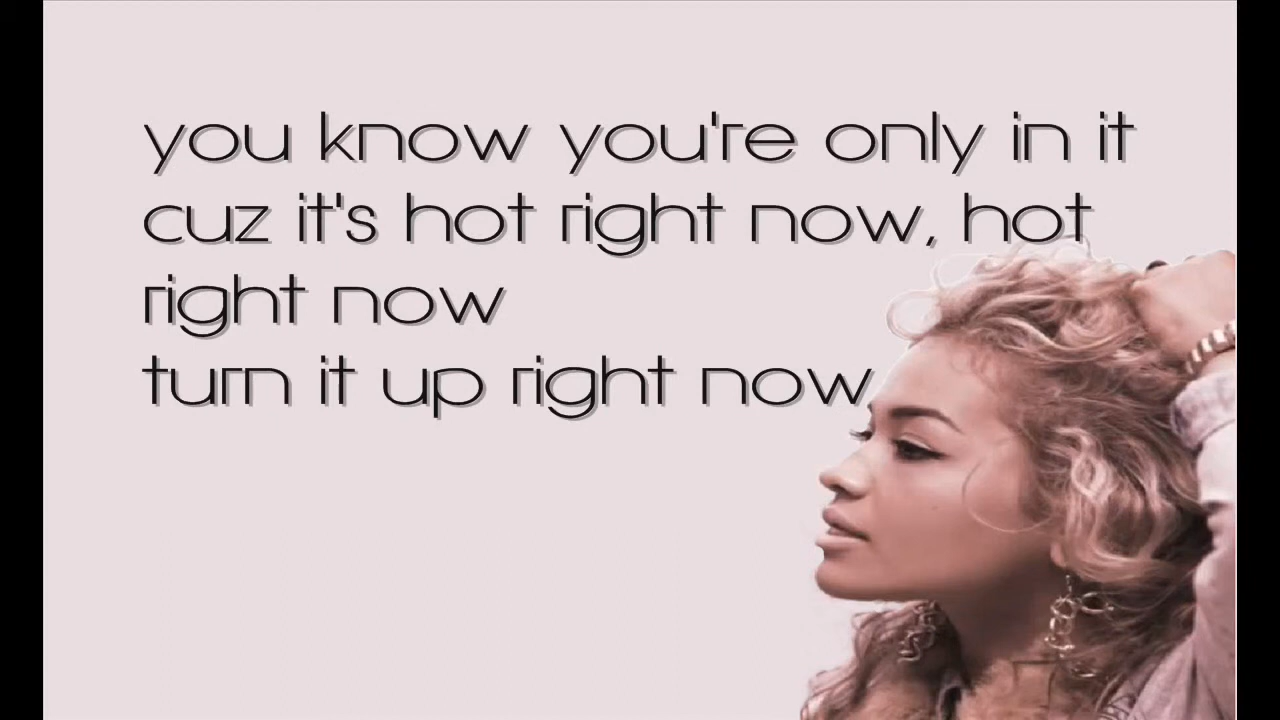 you know you're only in it
cuz it's hot right now, hot
right now
turn it up right now